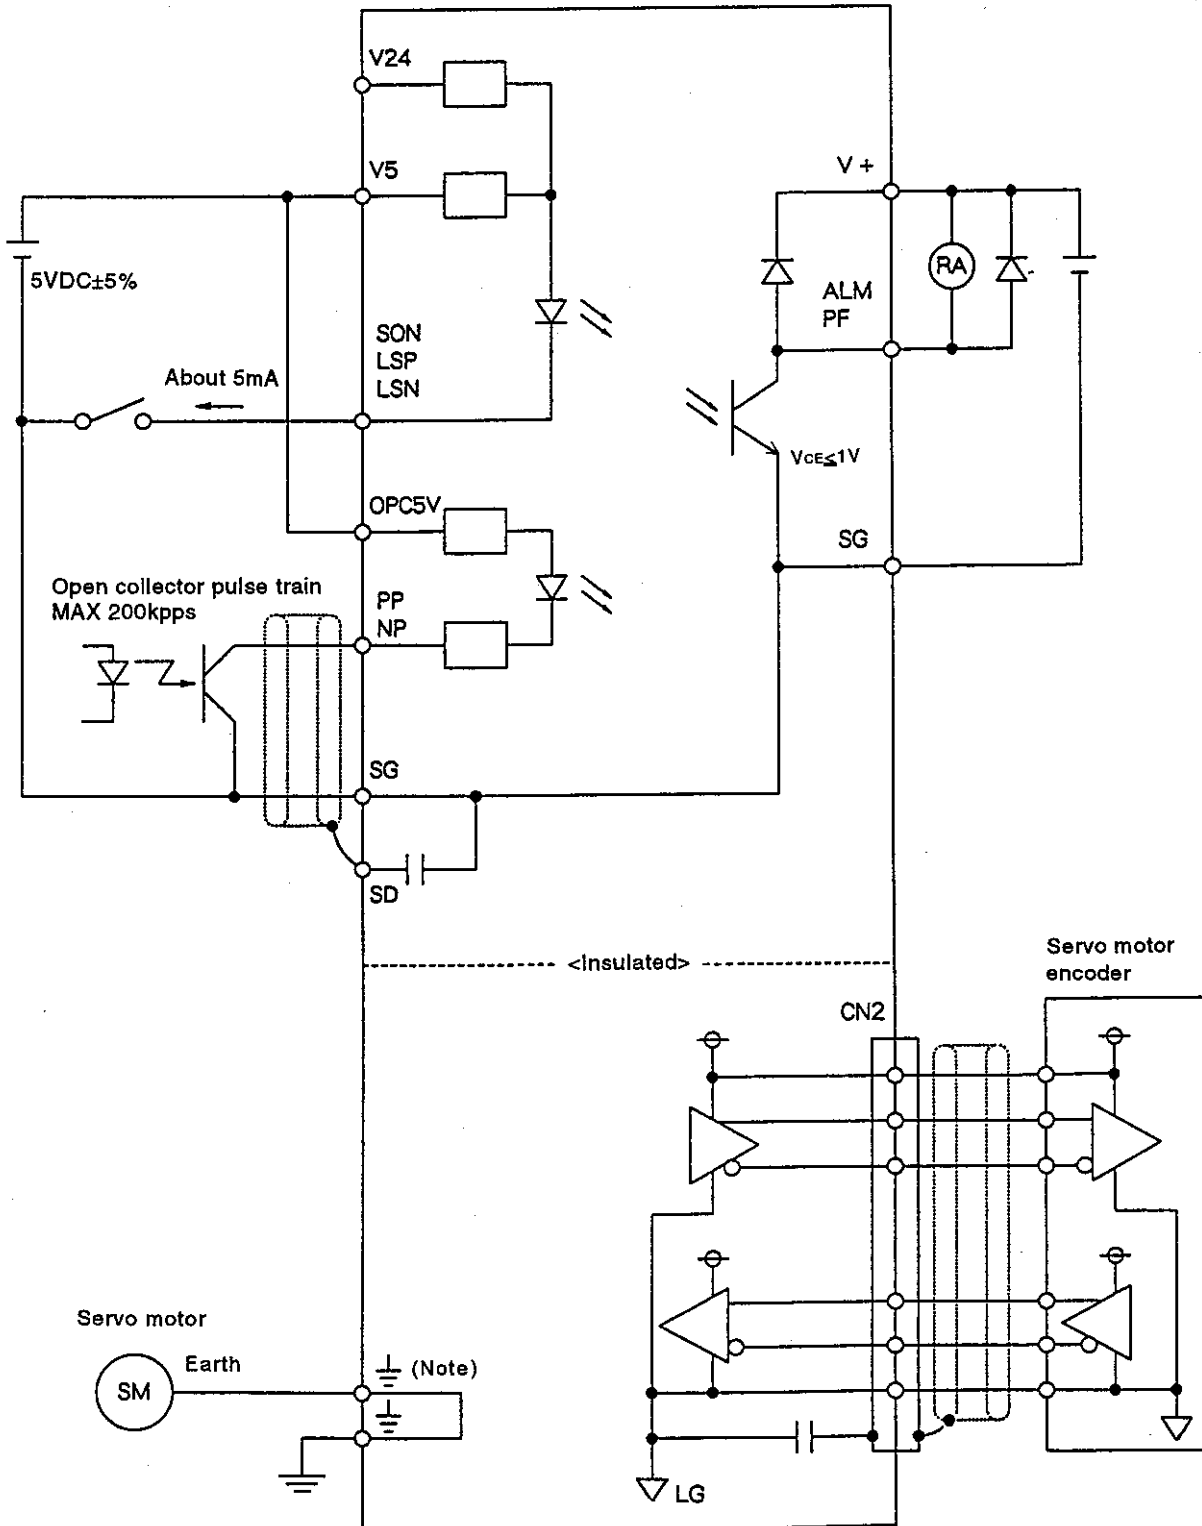 V24
V5
V +
5VDC±5%
RA
ALM
PF
SON
LSP
LSN
About 5mA
VCE≤1V
OPC5V
SG
Open collector pulse train
MAX 200kpps
PP
NP
SG
SD
<Insulated>
Servo motor
encoder
CN2
Servo motor
Earth
(Note)
SM
LG